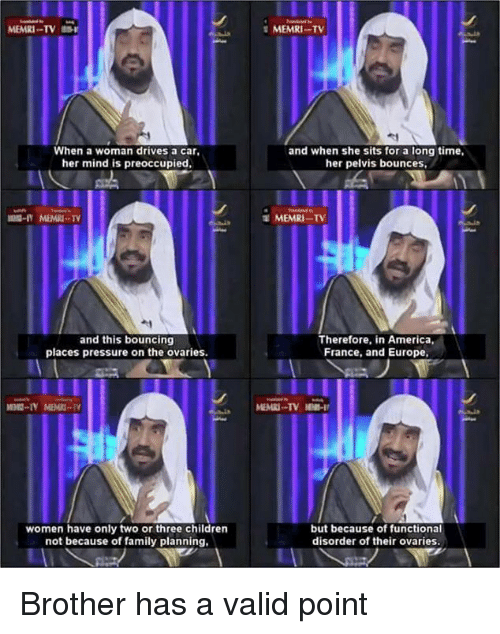 MEMRI-TV
When a woman drives a car,
her mind is preoccupied,
MEMRI-TV
and when she sits for a long time,
her pelvis bounces,
MEMRI-TV
and this bouncing
places pressure on the ovaries.
MEMRI-TV
Therefore, in America,
France, and Europe,
MEMRI-TV
women have only two or three children
not because of family planning,
MEMRI-TV
but because of functional
disorder of their ovaries.
Brother has a valid point